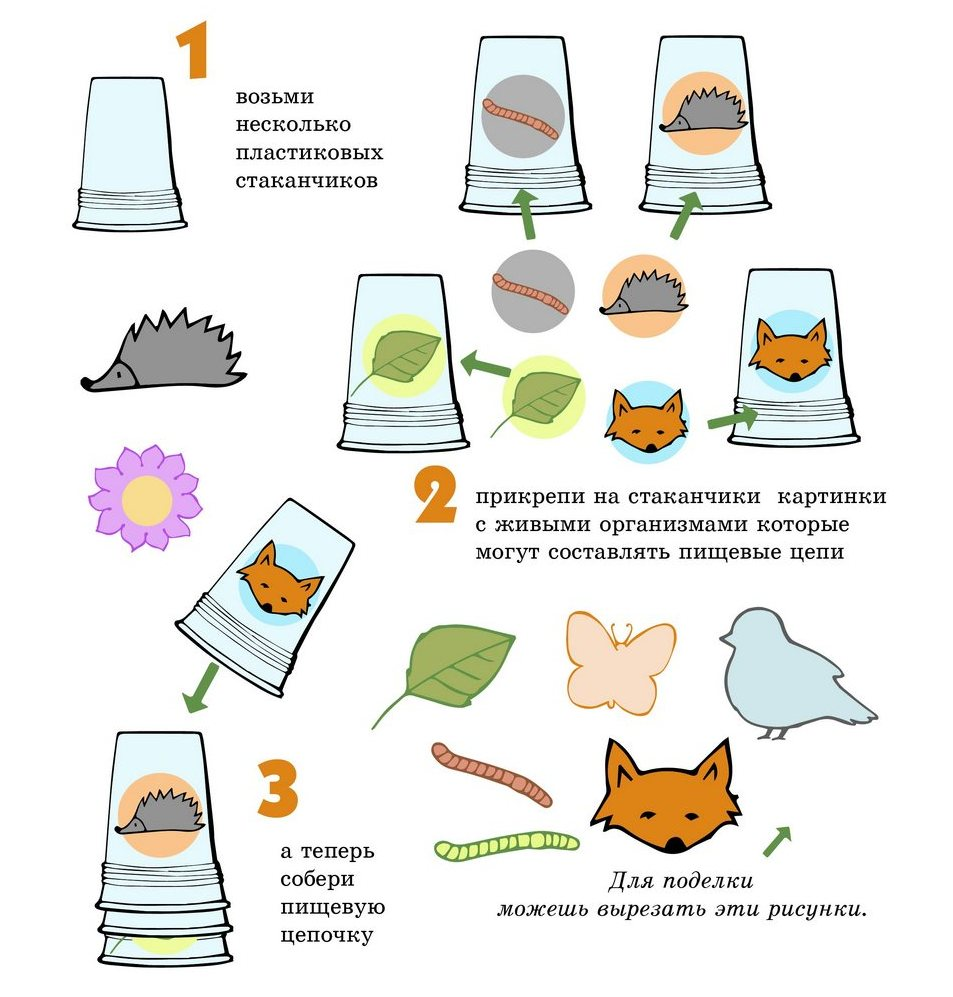 1
возьми
несколько
пластиковых
стаканчиков
2
прикрепи на стаканчики картинки
с живыми организмами которые
могут составлять пищевые цепи
3
а теперь
собери
пищевую
цепочку
Для поделки
можешь вырезать эти рисунки.